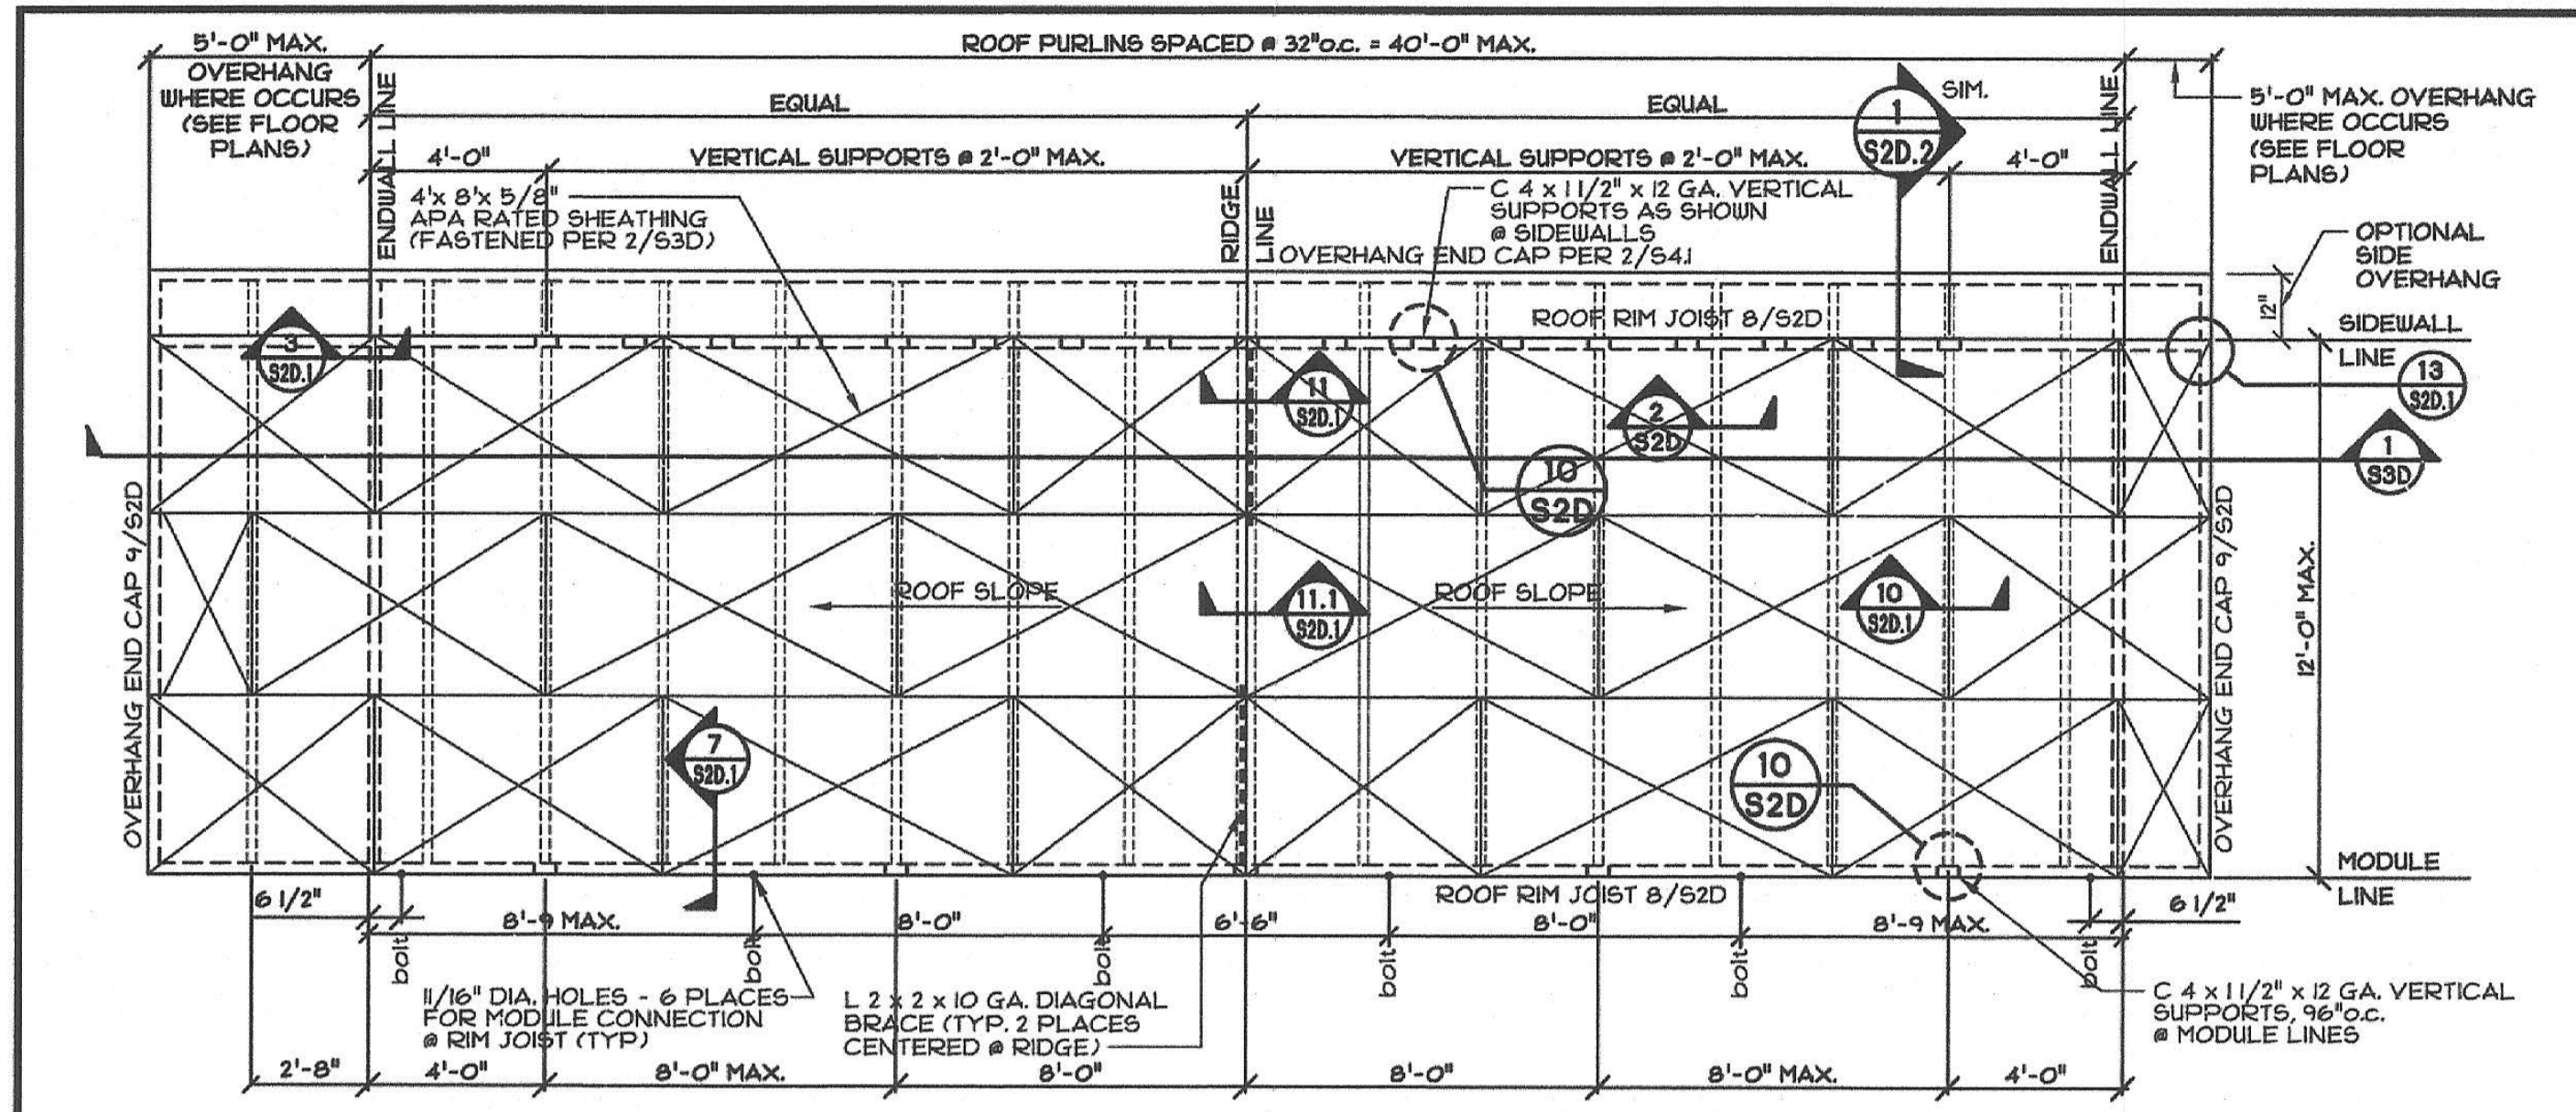 5'-0" MAX.
OVERHANG
WHERE OCCURS
(SEE FLOOR
PLANS)
ROOF PURLINS SPACED @ 32"o.c. = 40'-0" MAX.
EQUAL
EQUAL
4'-0"
VERTICAL SUPPORTS @ 2'-0" MAX.
VERTICAL SUPPORTS @ 2'-0" MAX.
4'-0"
1
S2D.2
SIM.
5'-0" MAX. OVERHANG
WHERE OCCURS
(SEE FLOOR
PLANS)
ENDWALL LINE
4'x 8'x 5/8"
APA RATED SHEATHING
(FASTENED PER 2/S3D)
RIDGE
LINE
C 4 x 1 1/2" x 12 GA. VERTICAL
SUPPORTS AS SHOWN
@ SIDEWALLS
OVERHANG END CAP PER 2/S4.1
ENDWALL LINE
OPTIONAL
SIDE
OVERHANG
12"
ROOF RIM JOIST 8/S2D
SIDEWALL
LINE
3
S2D.1
11
S2D.1
2
S2D
13
S2D.1
1
S3D
10
S2D
OVERHANG END CAP 9/S2D
ROOF SLOPE
11.1
S2D.1
ROOF SLOPE
10
S2D.1
OVERHANG END CAP 9/S2D
12'-0" MAX.
7
S2D.1
10
S2D
ROOF RIM JOIST 8/S2D
MODULE
LINE
6 1/2"
8'-9 MAX.
8'-0"
6'-6"
8'-0"
8'-9 MAX.
6 1/2"
bolt
bolt
bolt
bolt
bolt
bolt
11/16" DIA. HOLES - 6 PLACES
FOR MODULE CONNECTION
@ RIM JOIST (TYP)
L 2 x 2 x 10 GA. DIAGONAL
BRACE (TYP. 2 PLACES
CENTERED @ RIDGE)
C 4 x 1 1/2" x 12 GA. VERTICAL
SUPPORTS, 96"o.c.
@ MODULE LINES
2'-8"
4'-0"
8'-0" MAX.
8'-0"
8'-0"
8'-0" MAX.
4'-0"